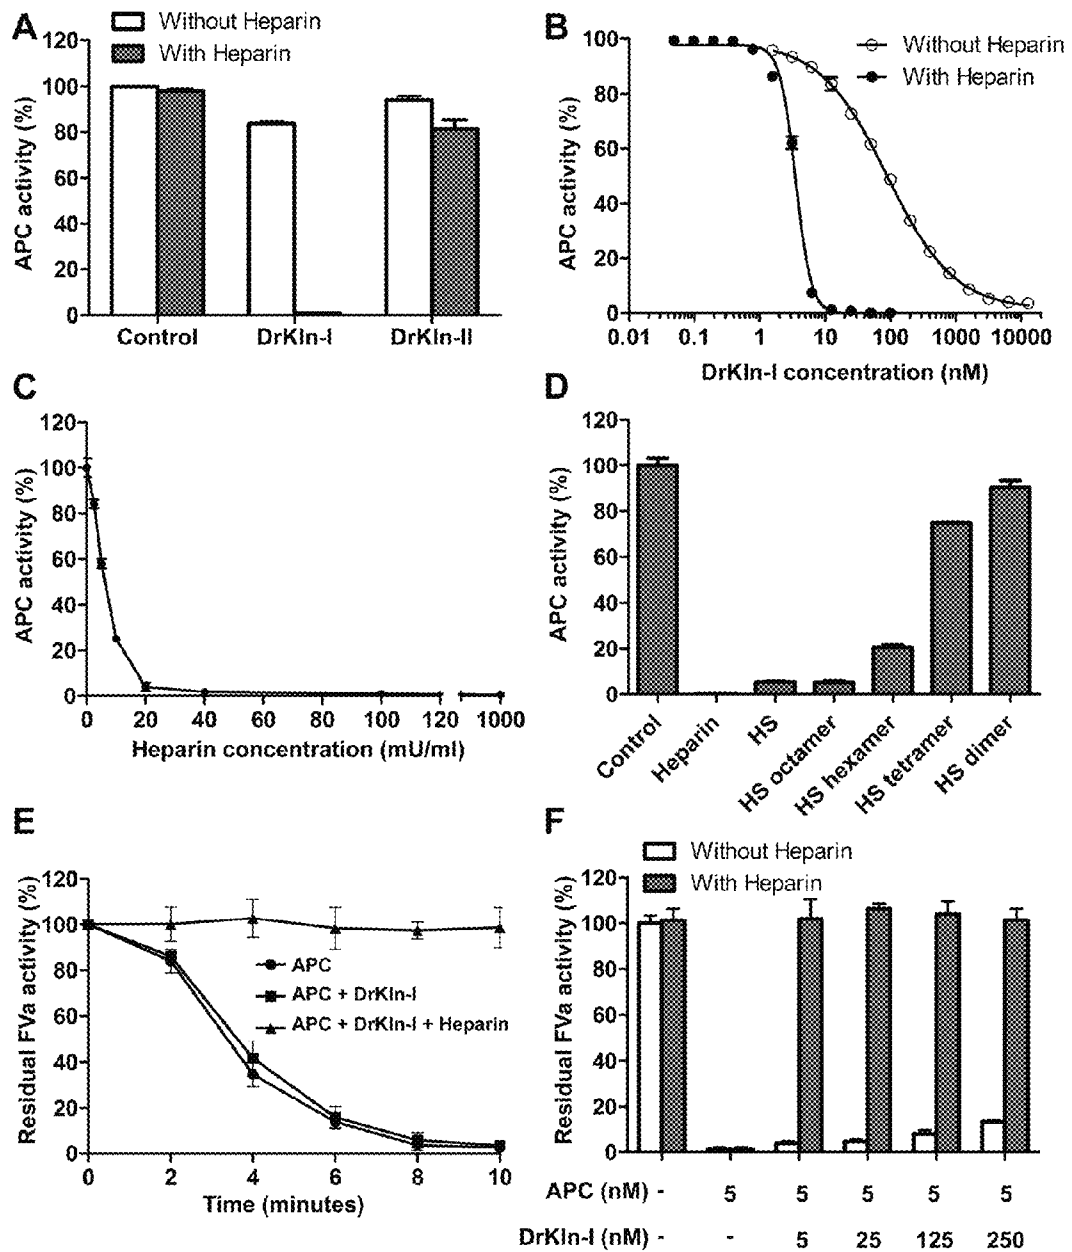 A
Without Heparin
With Heparin
APC activity (%)
120
100
80
60
40
20
0
Control
DrKIn-I
DrKIn-II
B
Without Heparin
With Heparin
APC activity (%)
100
80
60
40
20
0
0.01
0.1
1
10
100
1000
10000
DrKIn-I concentration (nM)
C
APC activity (%)
120
100
80
60
40
20
0
0
20
40
60
80
100
120
1000
Heparin concentration (mU/ml)
D
APC activity (%)
120
100
80
60
40
20
0
Control
Heparin
HS
HS octamer
HS hexamer
HS tetramer
HS dimer
E
Residual FVa activity (%)
120
100
80
60
40
20
0
APC
APC + DrKIn-I
APC + DrKIn-I + Heparin
0
2
4
6
8
10
Time (minutes)
F
Without Heparin
With Heparin
Residual FVa activity (%)
120
100
80
60
40
20
0
APC (nM) - 5 5 5 5 5
DrKIn-I (nM) - - 5 25 125 250